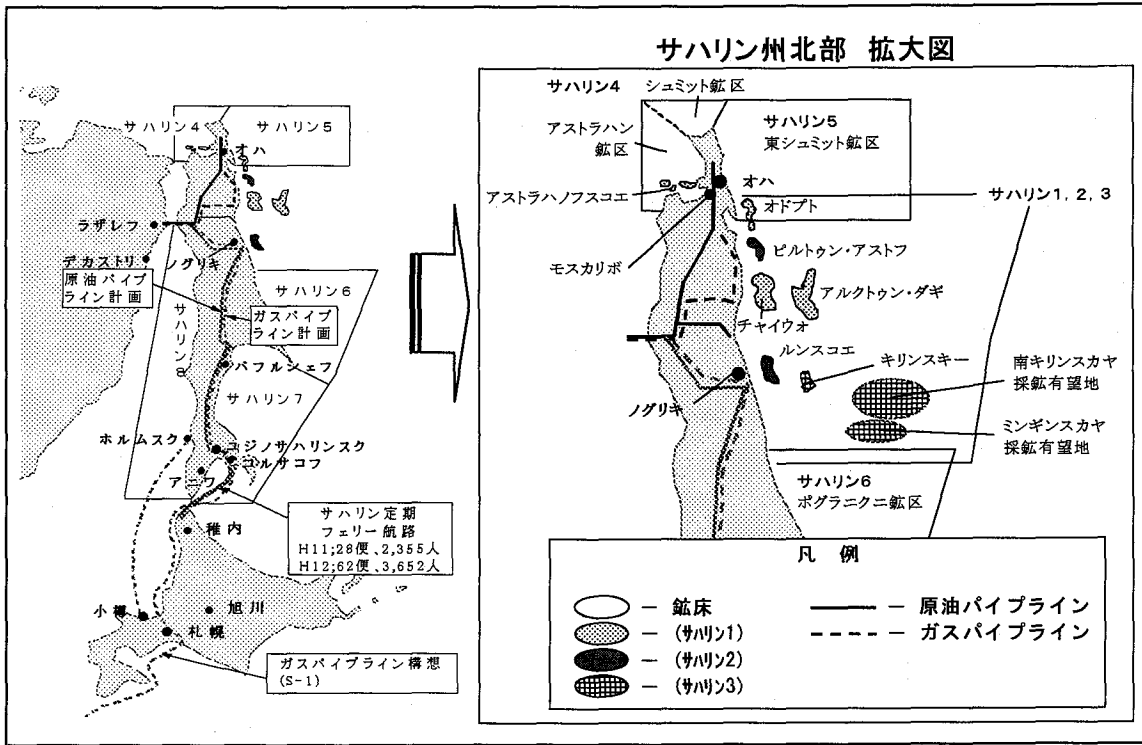 サハリン州北部 拡大図
サハリン4
サハリン5
オハ
ラザレフ
デカストリ
ノグリキ
原油パイプ
ライン計画
サハリン6
ガスパイプ
ライン計画
サハリン8
パフルシェフ
サハリン7
ホルムスク
ユジノサハリンスク
コルサコフ
アニワ
サハリン定期
フェリー航路
H11;28便、2,355人
H12;62便、3,652人
稚内
小樽
旭川
札幌
ガスパイプライン構想
(S-1)
サハリン4
シュミット鉱区
アストラハン
鉱区
サハリン5
東シュミット鉱区
アストラハノフスコエ
オハ
サハリン1, 2, 3
オドプト
モスカリボ
ピルトゥン・アストフ
アルクトゥン・ダギ
チャイウォ
ルンスコエ
キリンスキー
南キリンスカヤ
採鉱有望地
ノグリキ
ミンギンスカヤ
採鉱有望地
サハリン6
ポグラニクニ鉱区
凡 例
― 鉱床
― (サハリン1)
― (サハリン2)
― (サハリン3)
― 原油パイプライン
― ガスパイプライン